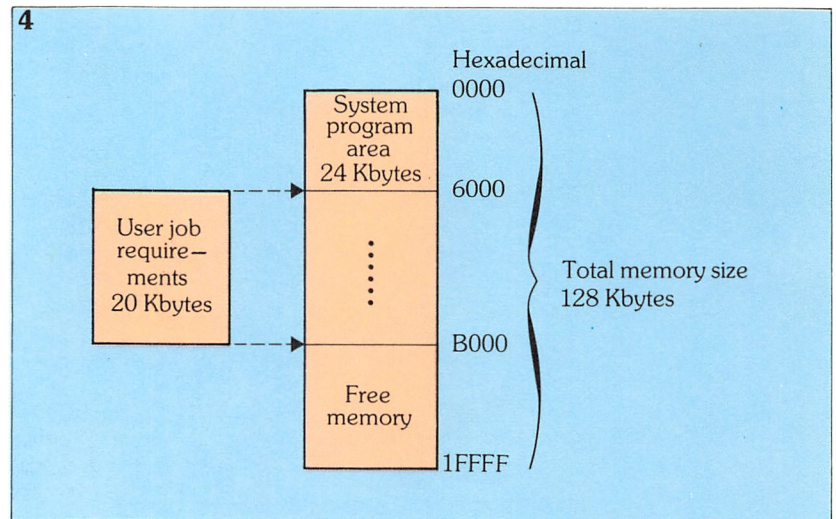 4
Hexadecimal
0000
System
program
area
24 Kbytes
6000
User job
require–
ments
20 Kbytes
Total memory size
128 Kbytes
B000
Free
memory
1FFFF